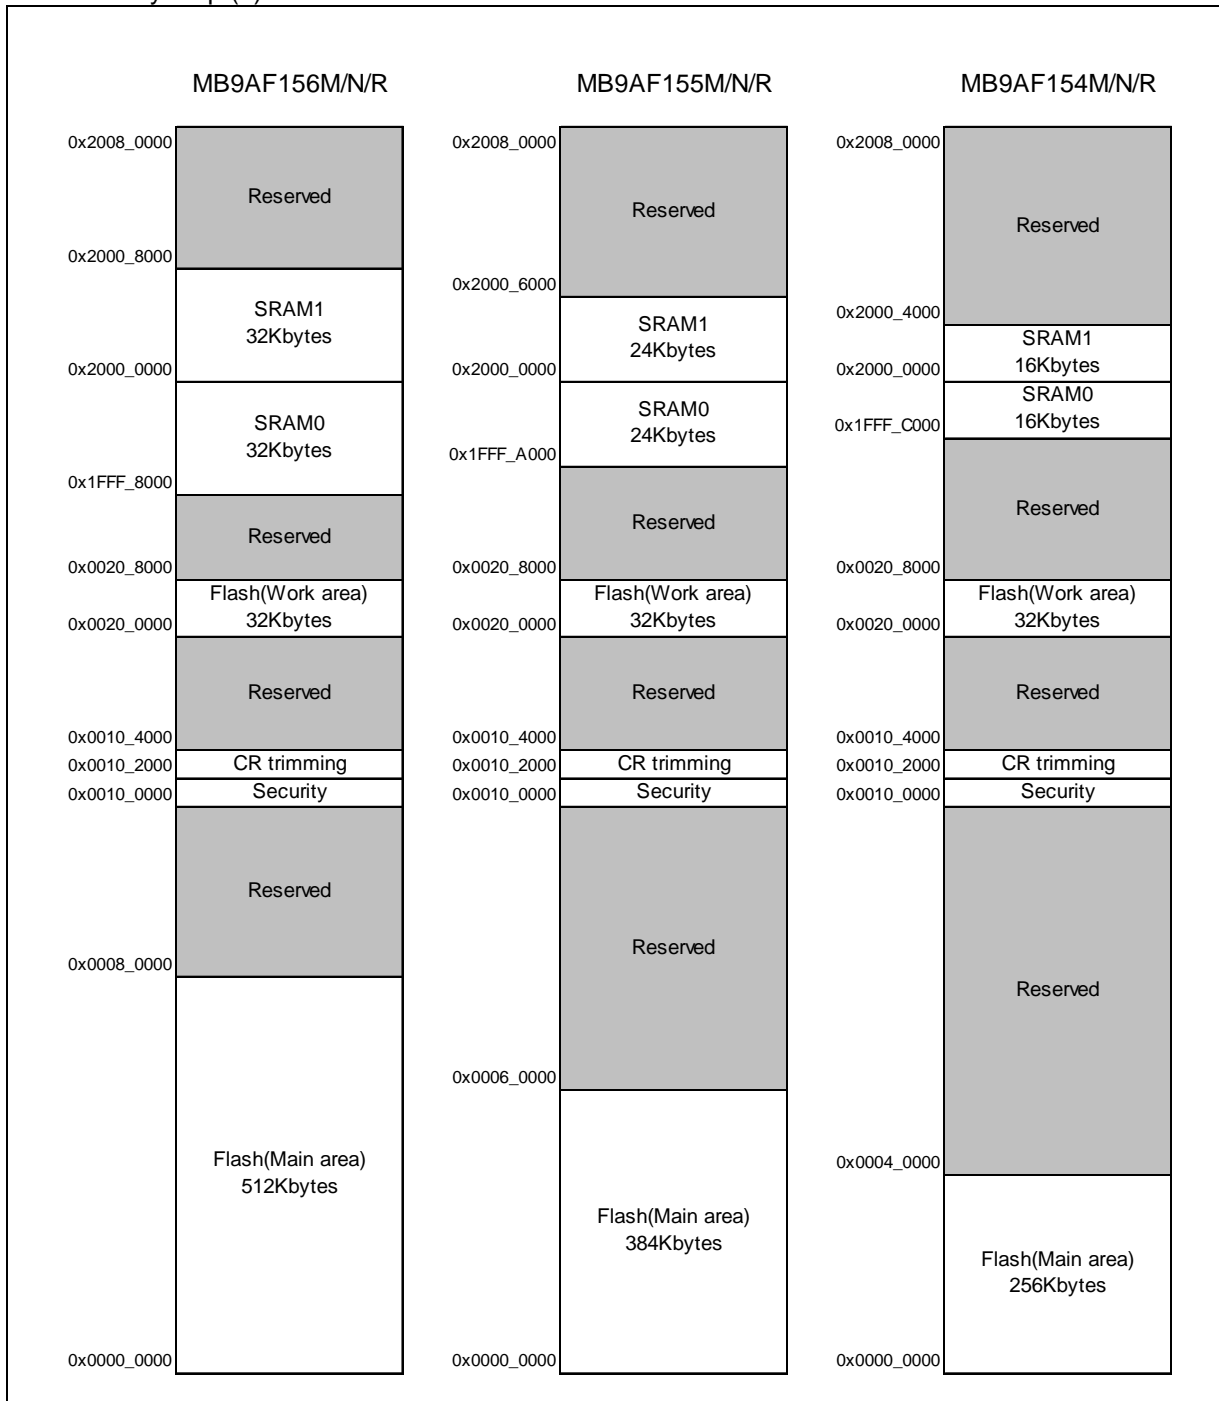 MB9AF156M/N/R
0x2008_0000
Reserved
0x2000_8000
SRAM1
32Kbytes
0x2000_0000
SRAM0
32Kbytes
0x1FFF_8000
Reserved
0x0020_8000
Flash(Work area)
32Kbytes
0x0020_0000
Reserved
0x0010_4000
CR trimming
0x0010_2000
Security
0x0010_0000
Reserved
0x0008_0000
Flash(Main area)
512Kbytes
0x0000_0000
MB9AF155M/N/R
0x2008_0000
Reserved
0x2000_6000
SRAM1
24Kbytes
0x2000_0000
SRAM0
24Kbytes
0x1FFF_A000
Reserved
0x0020_8000
Flash(Work area)
32Kbytes
0x0020_0000
Reserved
0x0010_4000
CR trimming
0x0010_2000
Security
0x0010_0000
Reserved
0x0006_0000
Flash(Main area)
384Kbytes
0x0000_0000
MB9AF154M/N/R
0x2008_0000
Reserved
0x2000_4000
SRAM1
16Kbytes
0x2000_0000
SRAM0
16Kbytes
0x1FFF_C000
Reserved
0x0020_8000
Flash(Work area)
32Kbytes
0x0020_0000
Reserved
0x0010_4000
CR trimming
0x0010_2000
Security
0x0010_0000
Reserved
0x0004_0000
Flash(Main area)
256Kbytes
0x0000_0000